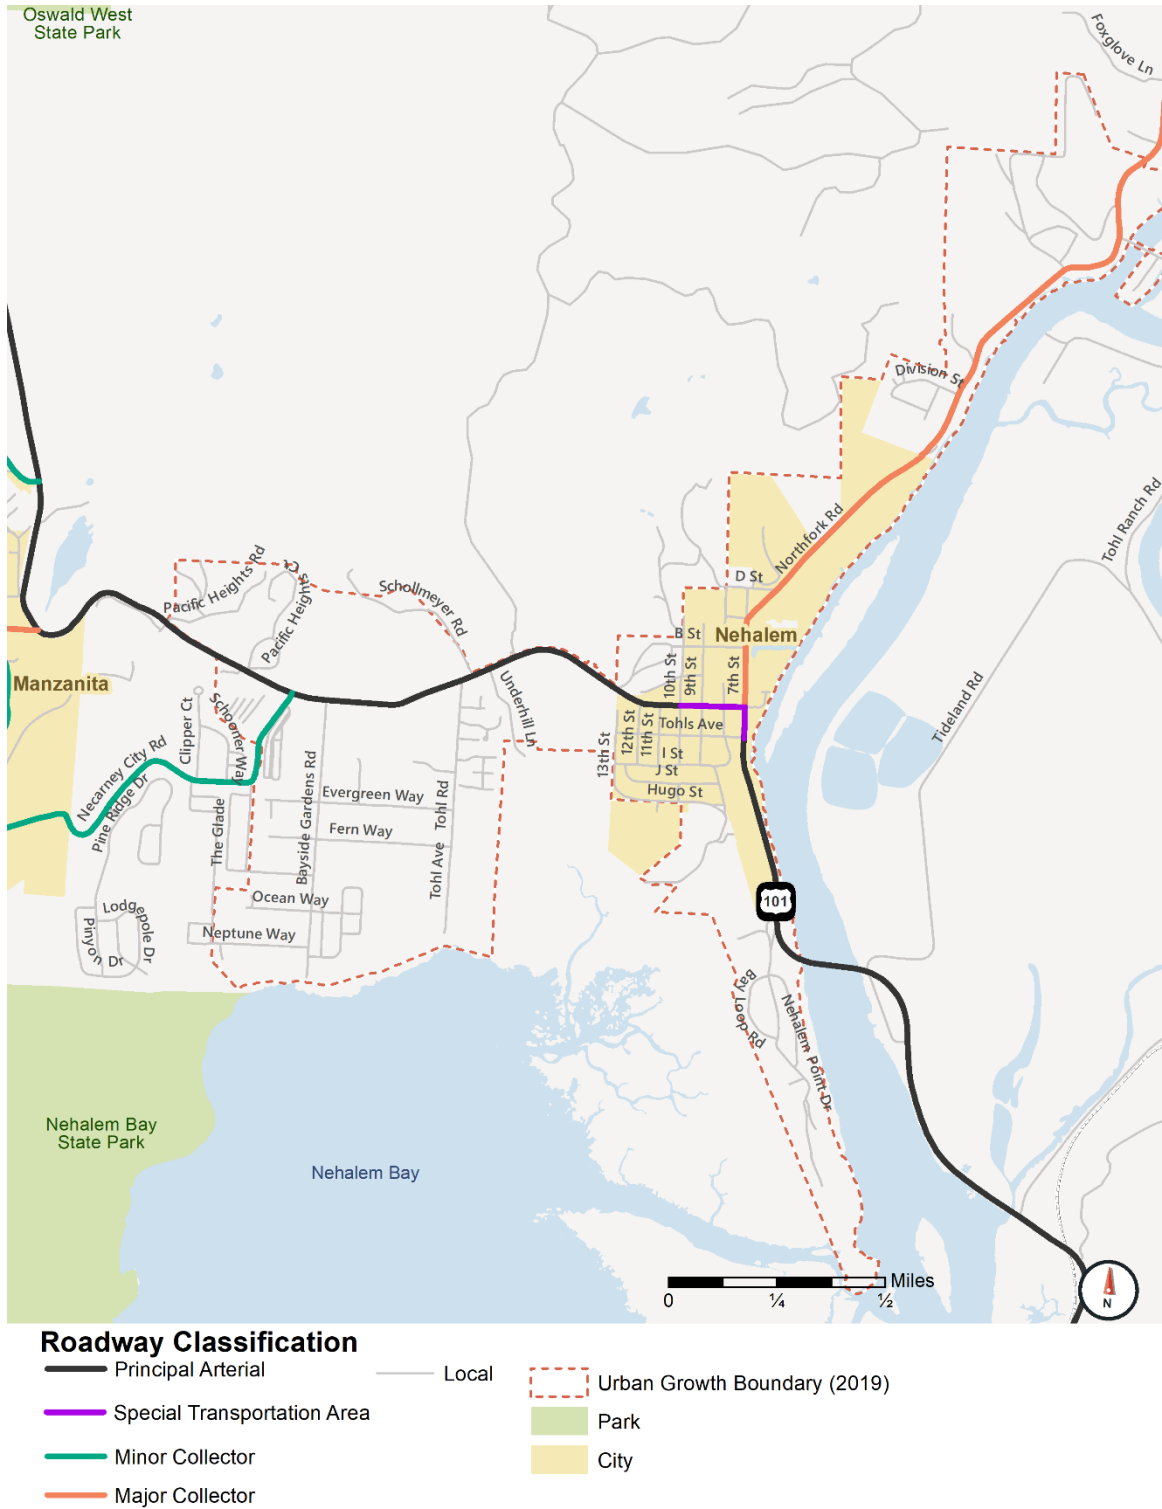 Oswald West
State Park
Foxglove Ln
Division St
Tohl Ranch Rd
Northfork Rd
D St
Pacific Heights Rd
Pacific Heights Ct
Schollmeyer Rd
B St
Nehalem
10th St
9th St
7th St
Manzanita
Underhill Ln
Tideland Rd
Clipper Ct
Schooner Way
12th St
11th St
Tohls Ave
13th St
I St
J St
Hugo St
Necarney City Rd
Pine Ridge Dr
The Glade
Bayside Gardens Rd
Evergreen Way
Fern Way
Tohl Rd
Tohl Ave
Ocean Way
Neptune Way
Lodgepole Dr
Pinyon Dr
101
Bay Loop Rd
Nehalem Point Dr
Nehalem Bay
State Park
Nehalem Bay
Miles
0 ¼ ½
N
Roadway Classification
Principal Arterial
Special Transportation Area
Minor Collector
Major Collector
Local
Urban Growth Boundary (2019)
Park
City